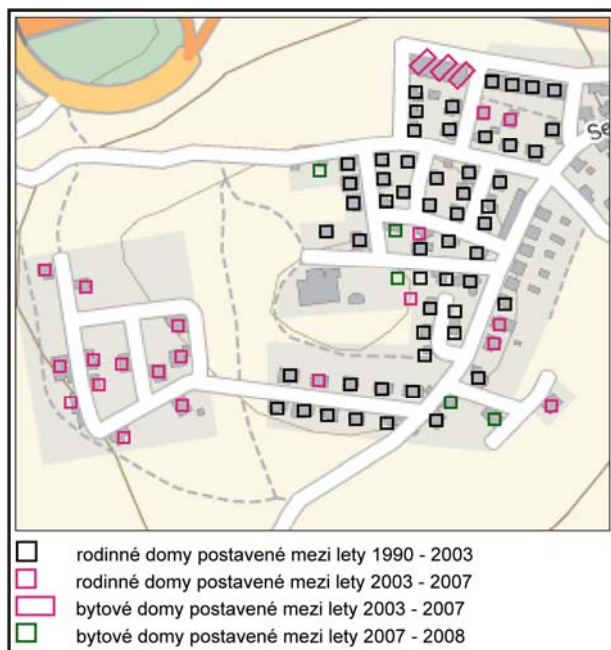 Se
rodinné domy postavené mezi lety 1990 - 2003
rodinné domy postavené mezi lety 2003 - 2007
bytové domy postavené mezi lety 2003 - 2007
bytové domy postavené mezi lety 2007 - 2008